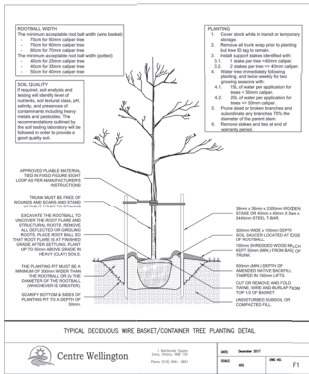 ROOTBALL WIDTH
The minimum acceptable root ball width (wire basket):
- 70cm for 50mm caliper tree
- 80cm for 60mm caliper tree
- 90cm for 70mm caliper tree
The minimum acceptable root ball width (potted):
- 40cm for 25mm caliper tree
- 40cm for 35mm caliper tree
- 50cm for 40mm caliper tree
SOIL QUALITY
If required, soil analysis and
testing will identify level of
nutrients, soil textural class, pH,
salinity, and presences of
contaminants including heavy
metals and pesticides. The
recommendations outlined by
the soil testing laboratory will be
followed in order to provide a
good quality soil.
PLANTING
1. Cover stock while in transit or temporary
storage.
2. Remove all trunk wrap prior to planting
but tree ID tag to remain.
3. Install support stakes identified with:
3.1. 1 stake per tree <40mm caliper
3.2. 2 stakes per tree >= 40mm caliper.
4. Water tree immediately following
planting, and twice weekly for two
growing seasons with:
4.1. 15L of water per application for
trees < 50mm caliper.
4.2. 20L of water per application for
trees >= 50mm caliper.
5. Prune dead or broken branches and
subordinate any branches 70% the
diameter of the parent stem.
6. Remove stakes and ties at end of
warrants period.
APPROVED PLIABLE MATERIAL
TIED IN FIXED FIGURE EIGHT
LOOP AS PER MANUFACTURER'S
INSTRUCTIONS
TRUNK MUST BE FREE OF
WOUNDS AND SCARS AND STAND
EXCAVATE THE ROOTBALL TO
UNCOVER THE ROOT FLARE AND
STRUCTURAL ROOTS. REMOVE
ALL DEFLECTED OR GIRDLING
ROOTS. PLACE ROOT BALL SO
THAT ROOT FLARE IS AT FINISHED
GRADE AFTER SETTLING. PLANT
UP TO 50MM ABOVE GRADE IN
HEAVY (CLAY) SOILS.
THE PLANTING PIT MUST BE A
MINIMUM OF 300MM WIDER THAN
THE ROOTBALL OR 2x THE
DIAMETER OF THE ROOTBALL
(WHICHEVER IS GREATER).
SCARIFY BOTTOM & SIDES OF
PLANTING PIT TO A DEPTH OF
50mm.
38mm x 38mm x 2300mm WOODEN
STAKE OR 40mm x 40mm X 5mm x
2440mm STEEL T-BAR.
300mm WIDE x 100mm DEPTH
SOIL SAUCER LOCATED AT EDGE
OF ROOTBALL
100mm SHREDDED WOOD MULCH
KEPT 50mm (MIN.) FROM BASE OF
TRUNK.
600mm (MIN.) DEPTH OF
AMENDED NATIVE BACKFILL
TAMPED IN 150mm LIFTS.
CUT OR REMOVE AND FOLD
TWINE, WIRE AND BURLAP FROM
TOP 1/2 OF BASKET.
UNDISTURBED SUBSOIL OR
COMPACTED FILL.
TYPICAL DECIDUOUS WIRE BASKET/CONTAINER TREE PLANTING DETAIL
Centre Wellington
1 MacDonald Square
Elora, Ontario, N0B 1S0
DATE: December 2017
SCALE: NTS
DWG NO. F1